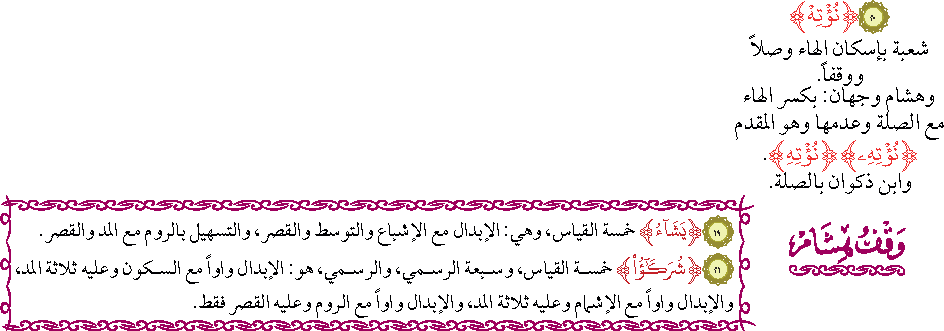 ٢٠ ﴿نُؤْتِهْ﴾
شعبة بإسكان الهاء وصلاً
ووقفاً.
وهشام وجهان: بكسر الهاء
مع الصلة وعدمها وهو المقدم
﴿نُؤْتِهِۦ﴾ ﴿نُؤْتِهِ﴾.
وابن ذكوان بالصلة.
وَقْفُ هِشَام
١٩ ﴿يَشَآءُ﴾ خمسة القياس، وهي: الإبدال مع الإشباع والتوسط والقصر، والتسهيل بالروم مع المد والقصر.
٢١ ﴿شُرَكَـٰٓؤُاْ﴾ خمسة القياس، وسبعة الرسمي، والرسمي، هو: الإبدال واواً مع السكون وعليه ثلاثة المد،
والإبدال واواً مع الإشمام وعليه ثلاثة المد، والإبدال واواً مع الروم وعليه القصر فقط.